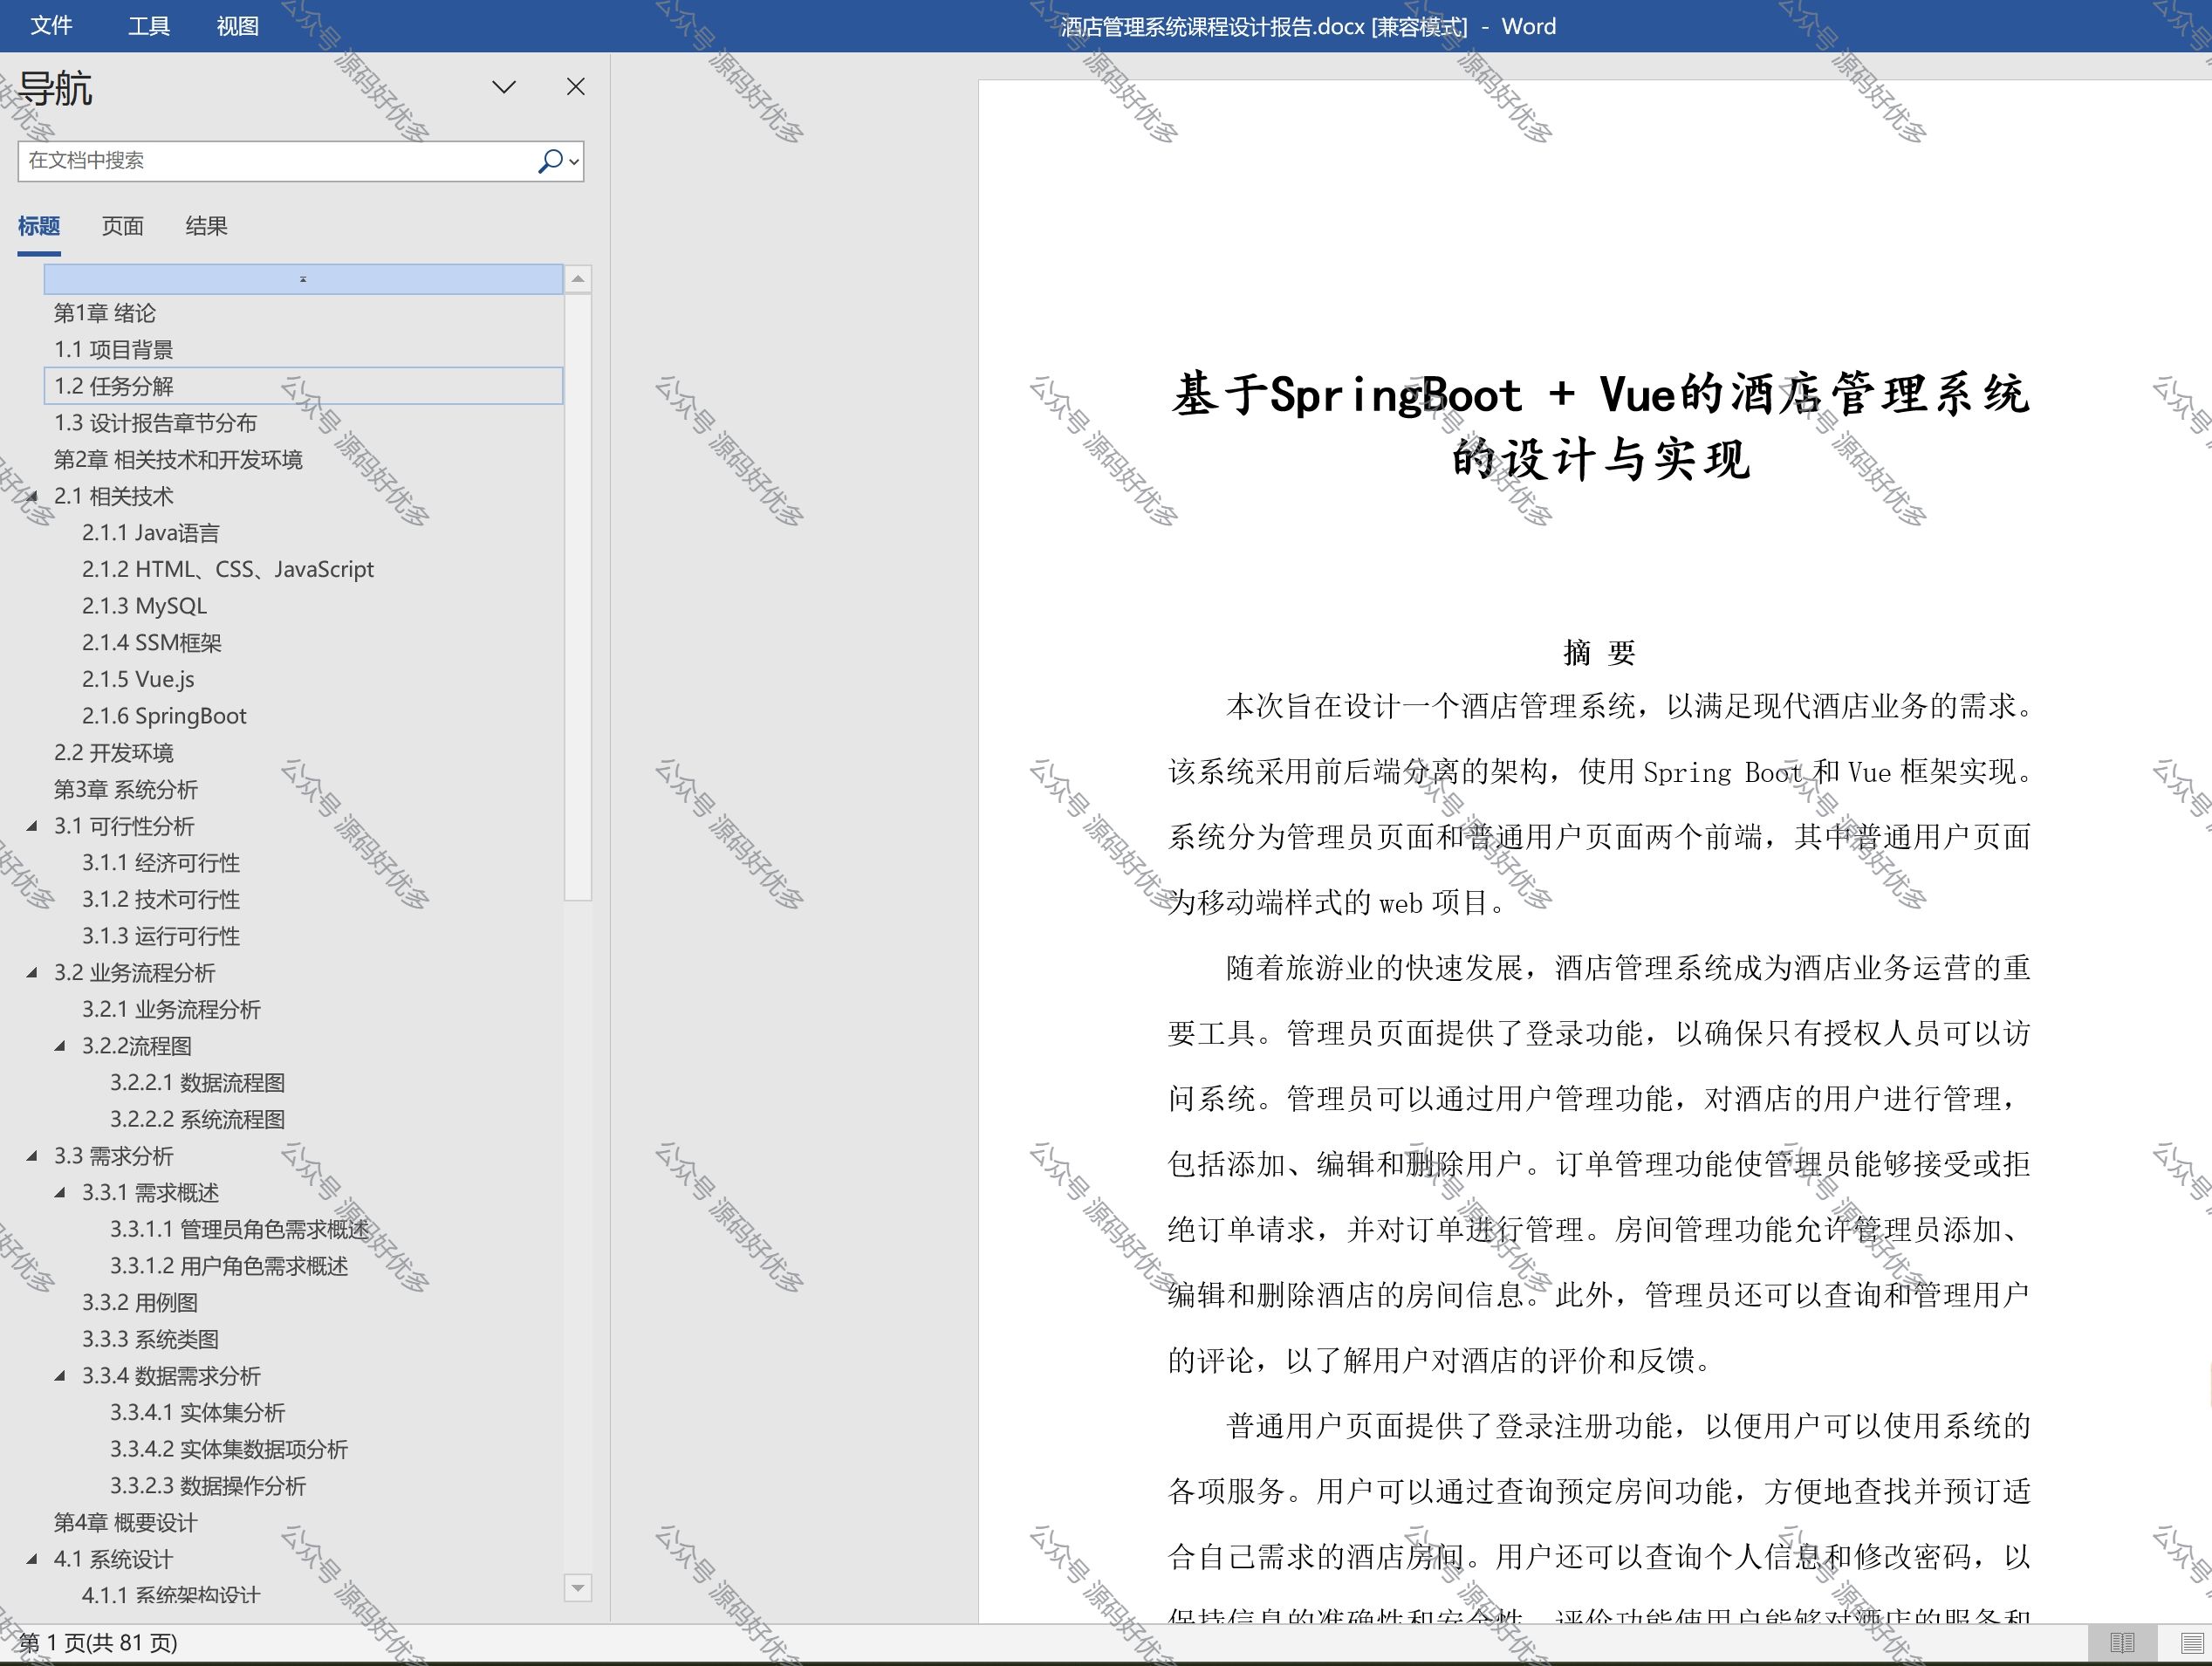 文件 工具 视图 酒店管理系统课程设计报告.docx [兼容模式] - Word
导航
在文档中搜索
标题 页面 结果
第1章 绪论
1.1 项目背景
1.2 任务分解
1.3 设计报告章节分布
第2章 相关技术和开发环境
2.1 相关技术
2.1.1 Java语言
2.1.2 HTML、CSS、JavaScript
2.1.3 MySQL
2.1.4 SSM框架
2.1.5 Vue.js
2.1.6 SpringBoot
2.2 开发环境
第3章 系统分析
3.1 可行性分析
3.1.1 经济可行性
3.1.2 技术可行性
3.1.3 运行可行性
3.2 业务流程分析
3.2.1 业务流程分析
3.2.2流程图
3.2.2.1 数据流程图
3.2.2.2 系统流程图
3.3 需求分析
3.3.1 需求概述
3.3.1.1 管理员角色需求概述
3.3.1.2 用户角色需求概述
3.3.2 用例图
3.3.3 系统类图
3.3.4 数据需求分析
3.3.4.1 实体集分析
3.3.4.2 实体集数据项分析
3.3.2.3 数据操作分析
第4章 概要设计
4.1 系统设计
4.1.1 系统架构设计
基于SpringBoot + Vue的酒店管理系统
的设计与实现
摘 要
本次旨在设计一个酒店管理系统，以满足现代酒店业务的需求。
该系统采用前后端分离的架构，使用 Spring Boot 和 Vue 框架实现。
系统分为管理员页面和普通用户页面两个前端，其中普通用户页面
为移动端样式的 web 项目。
随着旅游业的快速发展，酒店管理系统成为酒店业务运营的重
要工具。管理员页面提供了登录功能，以确保只有授权人员可以访
问系统。管理员可以通过用户管理功能，对酒店的用户进行管理，
包括添加、编辑和删除用户。订单管理功能使管理员能够接受或拒
绝订单请求，并对订单进行管理。房间管理功能允许管理员添加、
编辑和删除酒店的房间信息。此外，管理员还可以查询和管理用户
的评论，以了解用户对酒店的评价和反馈。
普通用户页面提供了登录注册功能，以便用户可以使用系统的
各项服务。用户可以通过查询预定房间功能，方便地查找并预订适
合自己需求的酒店房间。用户还可以查询个人信息和修改密码，以
保持信息的准确性和安全性。评价功能使用户能够对酒店的服务和
第 1 页(共 81 页)
公众号 源码好优多